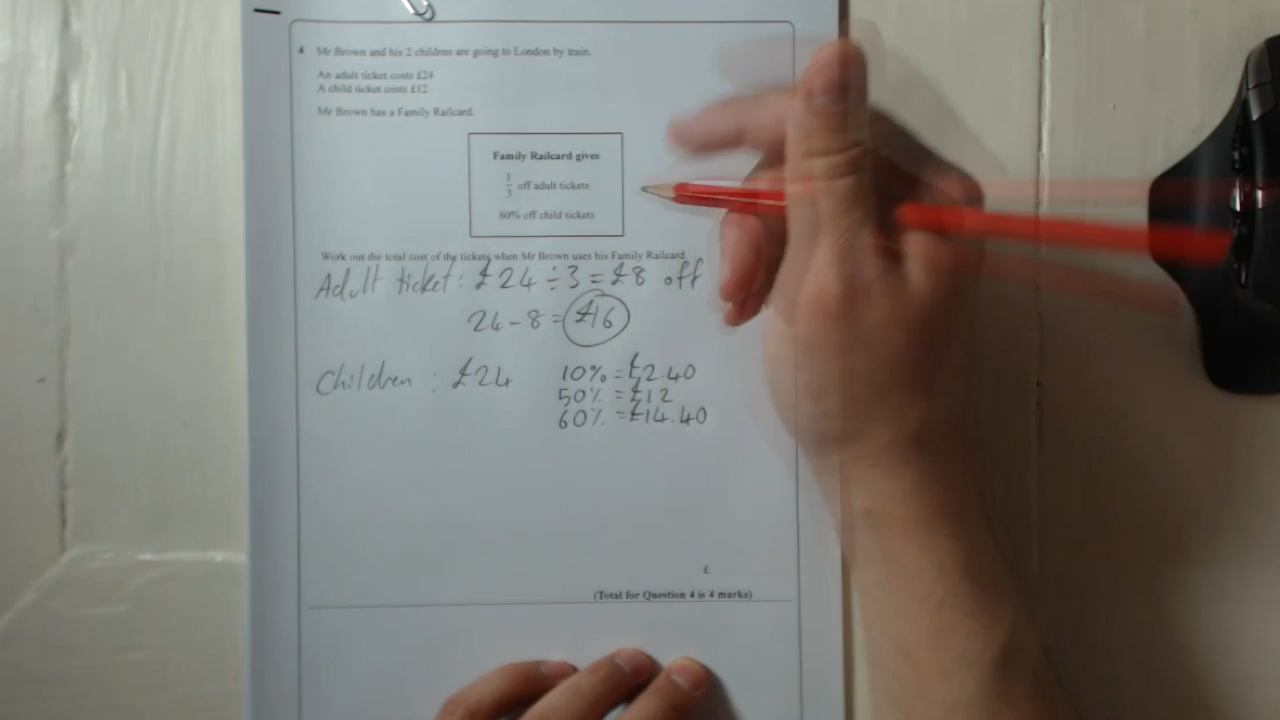 4 Mr Brown and his 2 children are going to London by train.
An adult ticket costs £24
A child ticket costs £12
Mr Brown has a Family Railcard.
Family Railcard gives
1/3 off adult tickets
60% off child tickets
Work out the total cost of the tickets when Mr Brown uses his Family Railcard.
Adult ticket: £24 ÷ 3 = £8 off
24 - 8 = £16
Children : £24 10% = £2.40
50% = £12
60% = £14.40
£
(Total for Question 4 is 4 marks)